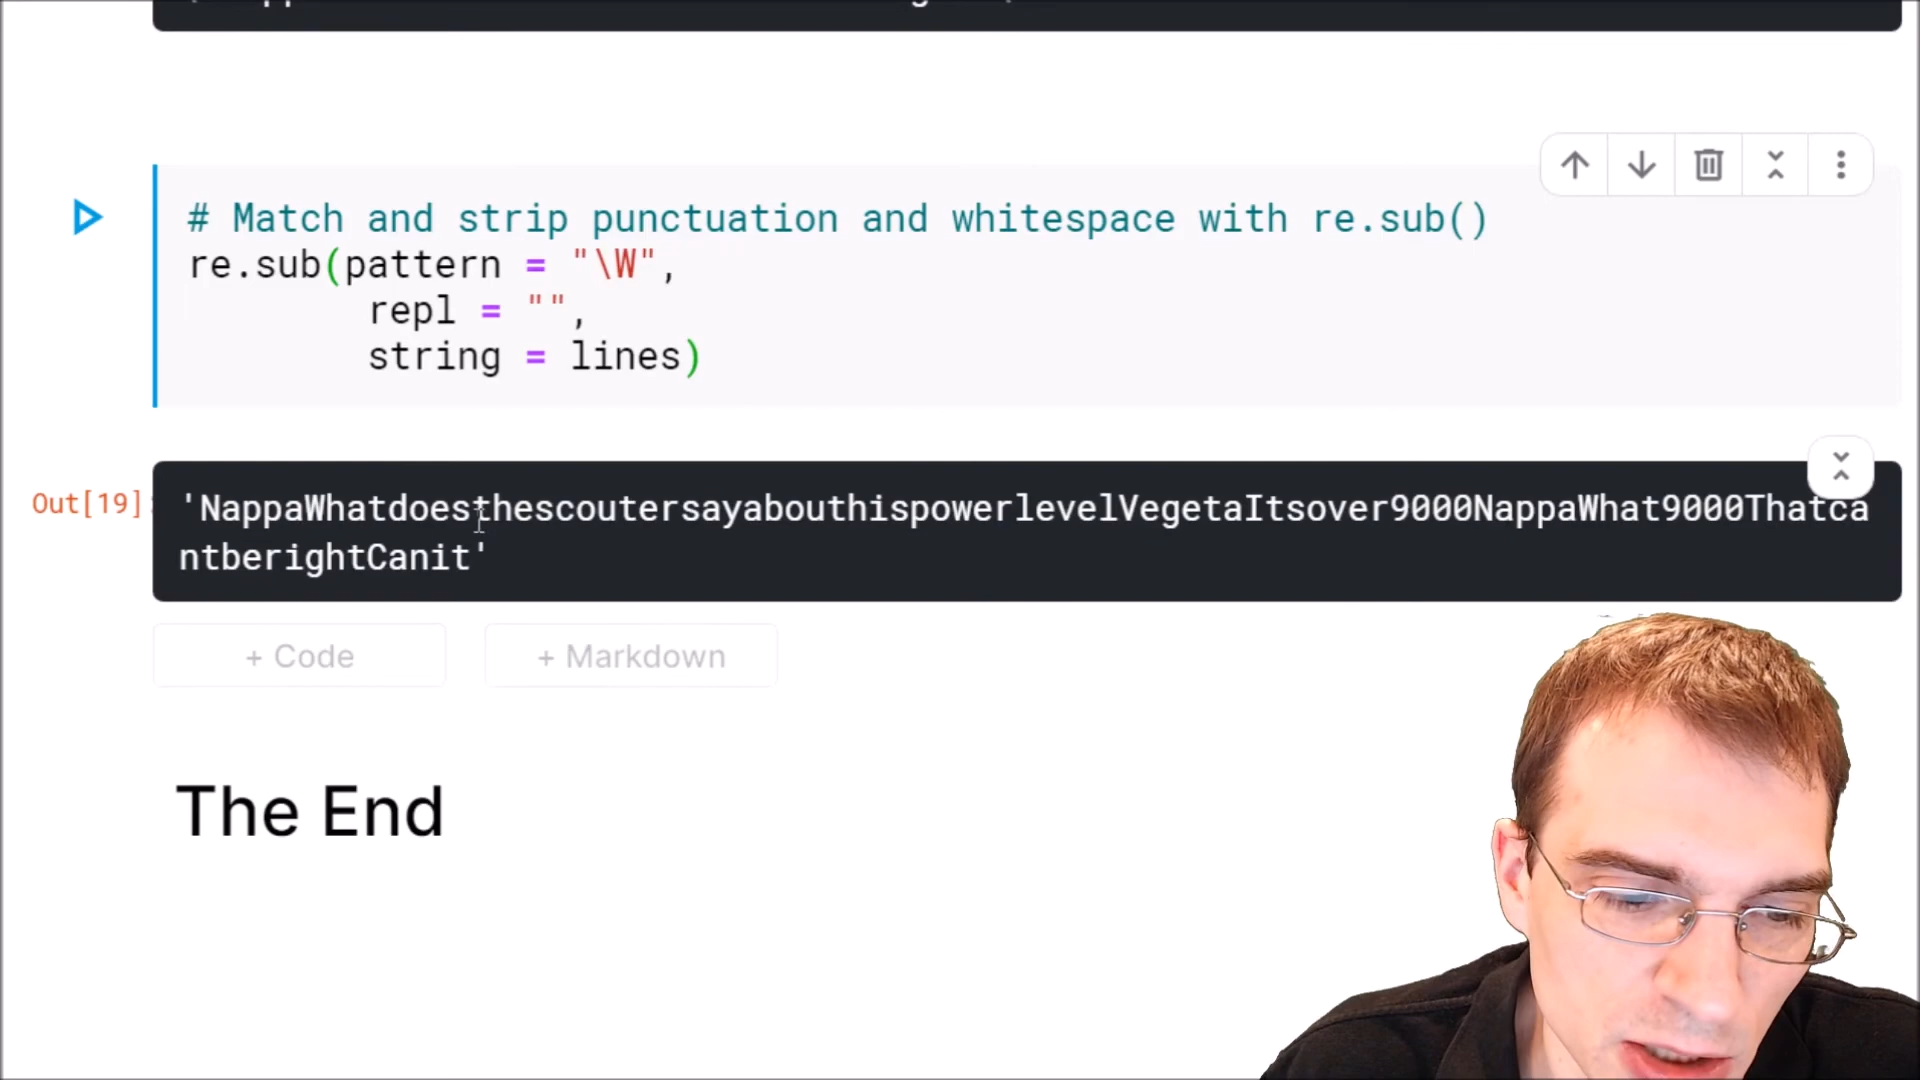 # Match and strip punctuation and whitespace with re.sub()
re.sub(pattern = "\W",
repl = "",
string = lines)
Out[19]:
'NappaWhatdoesthescoutersayabouthispowerlevelVegetaItsover9000NappaWhat9000Thatca
ntberightCanit'
+ Code
+ Markdown
The End